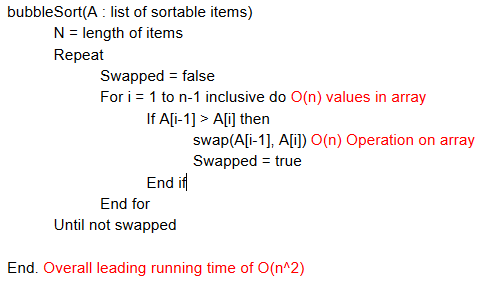 bubbleSort(A : list of sortable items)
N = length of items
Repeat
Swapped = false
For i = 1 to n-1 inclusive do O(n) values in array
If A[i-1] > A[i] then
swap(A[i-1], A[i]) O(n) Operation on array
Swapped = true
End if
End for
Until not swapped
End. Overall leading running time of O(n^2)